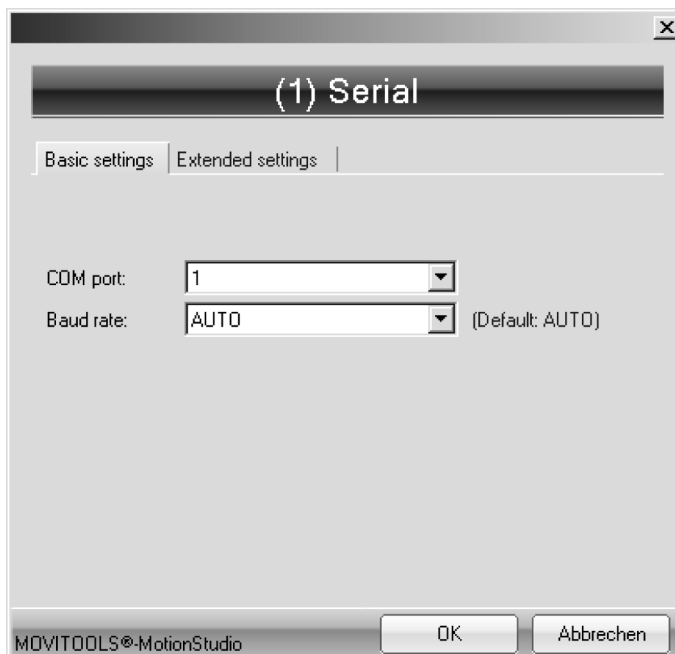 (1) Serial
Basic settings Extended settings
COM port: 1
Baud rate: AUTO (Default: AUTO)
MOVITOOLS®-MotionStudio OK Abbrechen